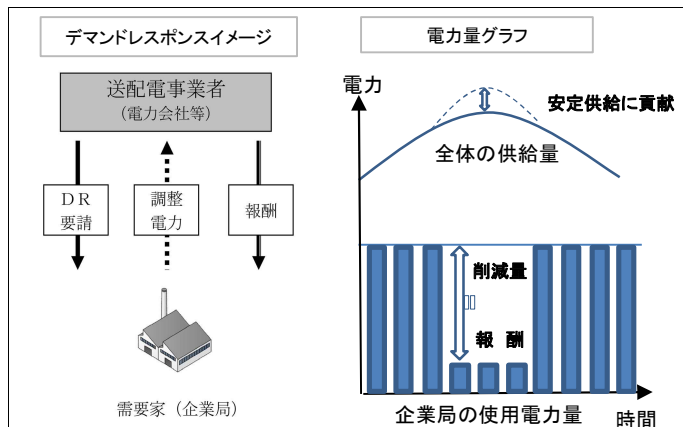 デマンドレスポンスイメージ
送配電事業者
(電力会社等)
DR
要請
調整
電力
報酬
需要家（企業局）
電力量グラフ
電力
安定供給に貢献
全体の供給量
削減量
報 酬
企業局の使用電力量
時間